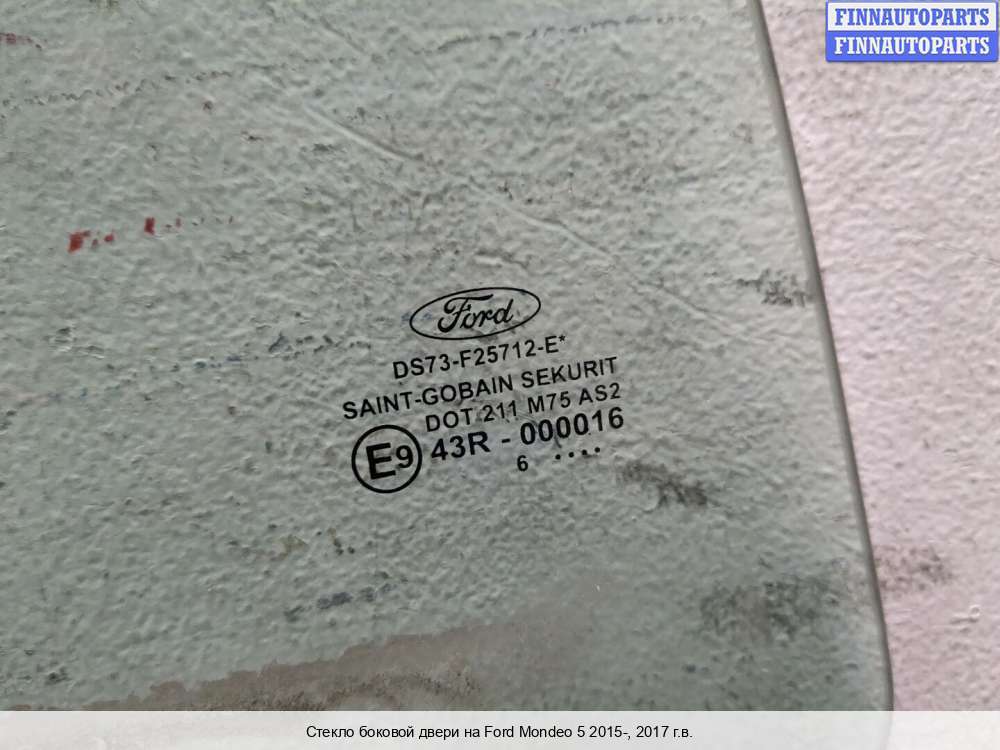 FINNAUTOPARTS
FINNAUTOPARTS
Ford
DS73-F25712-E*
SAINT-GOBAIN SEKURIT
DOT 211 M75 AS2
E9 43R - 000016
6 ....
Стекло боковой двери на Ford Mondeo 5 2015-, 2017 г.в.